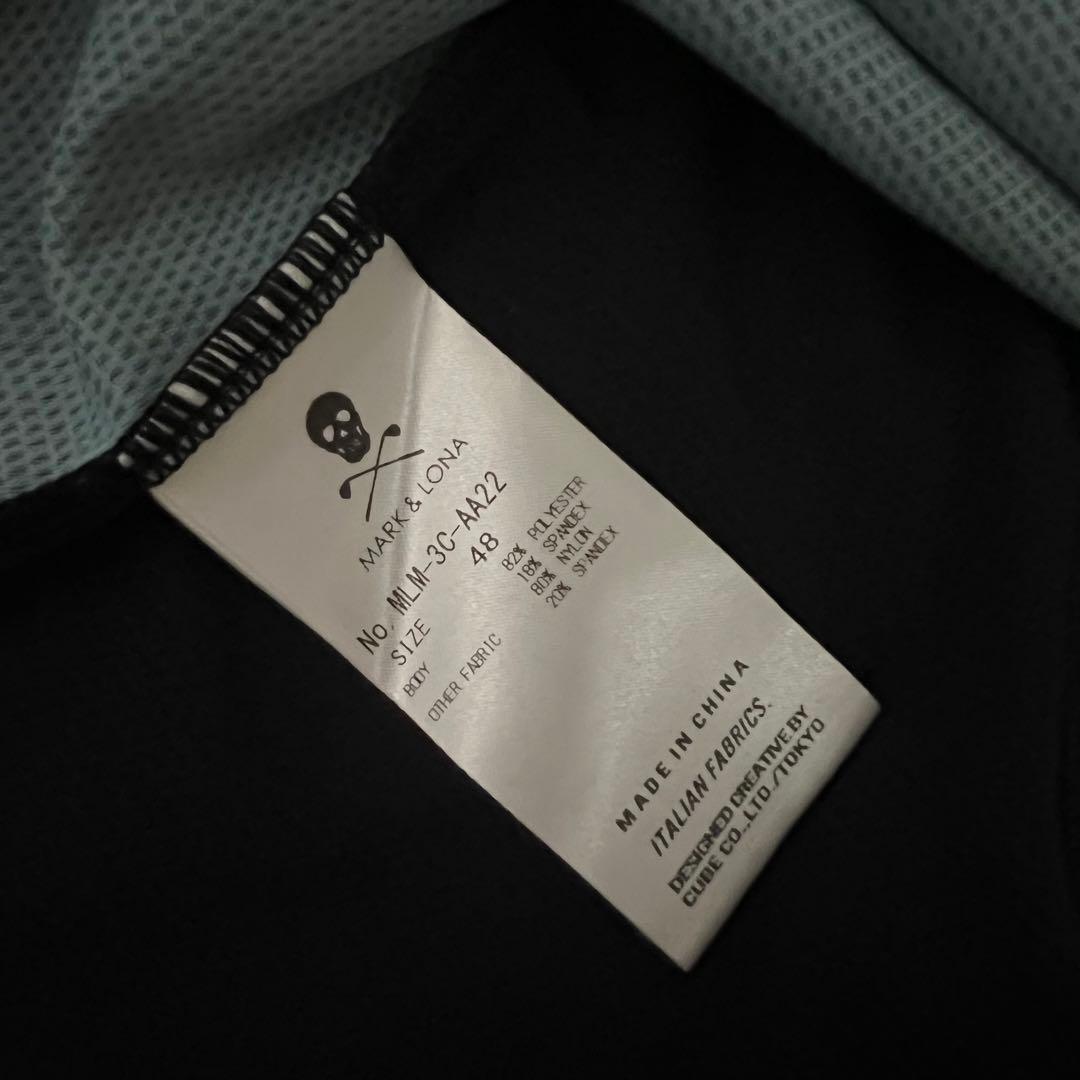 MARK & LONA
No. MLM-3C-AA22
SIZE 48
BODY 82% POLYESTER
18% SPANDEX
OTHER FABRIC 80% NYLON
20% SPANDEX
MADE IN CHINA
ITALIAN FABRICS.
DESIGNED CREATIVE BY
CUBE CO.,LTD./TOKYO